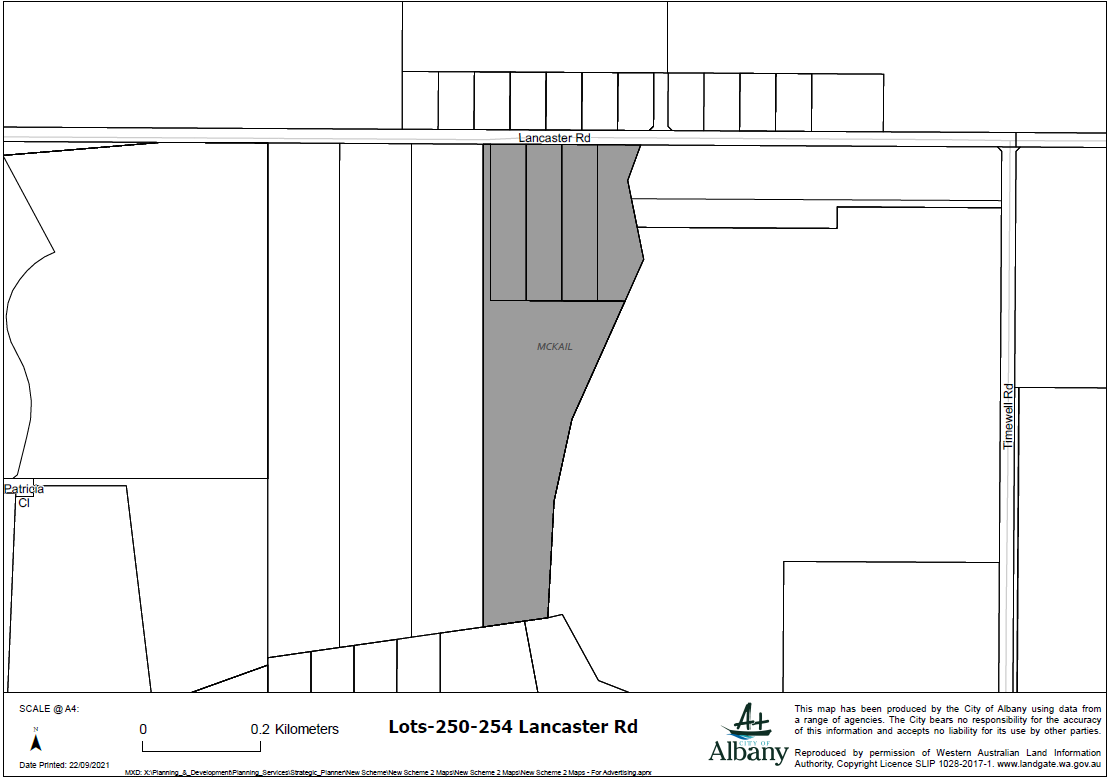 Lancaster Rd
MCKAIL
Timewell Rd
Patricia
Cl
SCALE @ A4:
N
0 0.2 Kilometers
Date Printed: 22/09/2021
MXD: X:\Planning_&_Development\Planning_Services\Strategic_Planner\New Scheme\New Scheme 2 Maps\New Scheme 2 Maps\New Scheme 2 Maps - For Advertising.aprx
Lots-250-254 Lancaster Rd
CITY OF
Albany
This map has been produced by the City of Albany using data from
a range of agencies. The City bears no responsibility for the accuracy
of this information and accepts no liability for its use by other parties.
Reproduced by permission of Western Australian Land Information
Authority, Copyright Licence SLIP 1028-2017-1. www.landgate.wa.gov.au